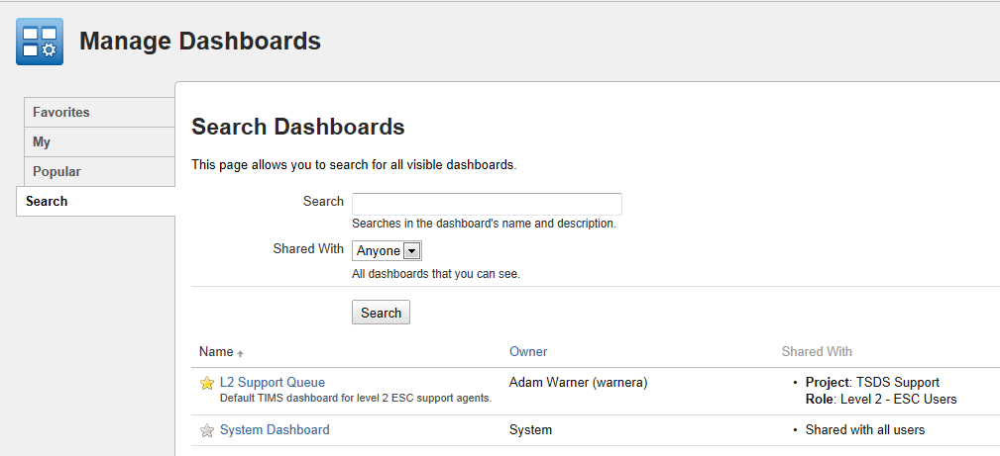 Manage Dashboards
Favorites
My
Popular
Search
Search Dashboards
This page allows you to search for all visible dashboards.
Search
Searches in the dashboard's name and description.
Shared With Anyone
All dashboards that you can see.
Search
Name Owner Shared With
L2 Support Queue Adam Warner (warnera) • Project: TSDS Support
Default TIMS dashboard for level 2 ESC support agents. Role: Level 2 - ESC Users
System Dashboard System • Shared with all users